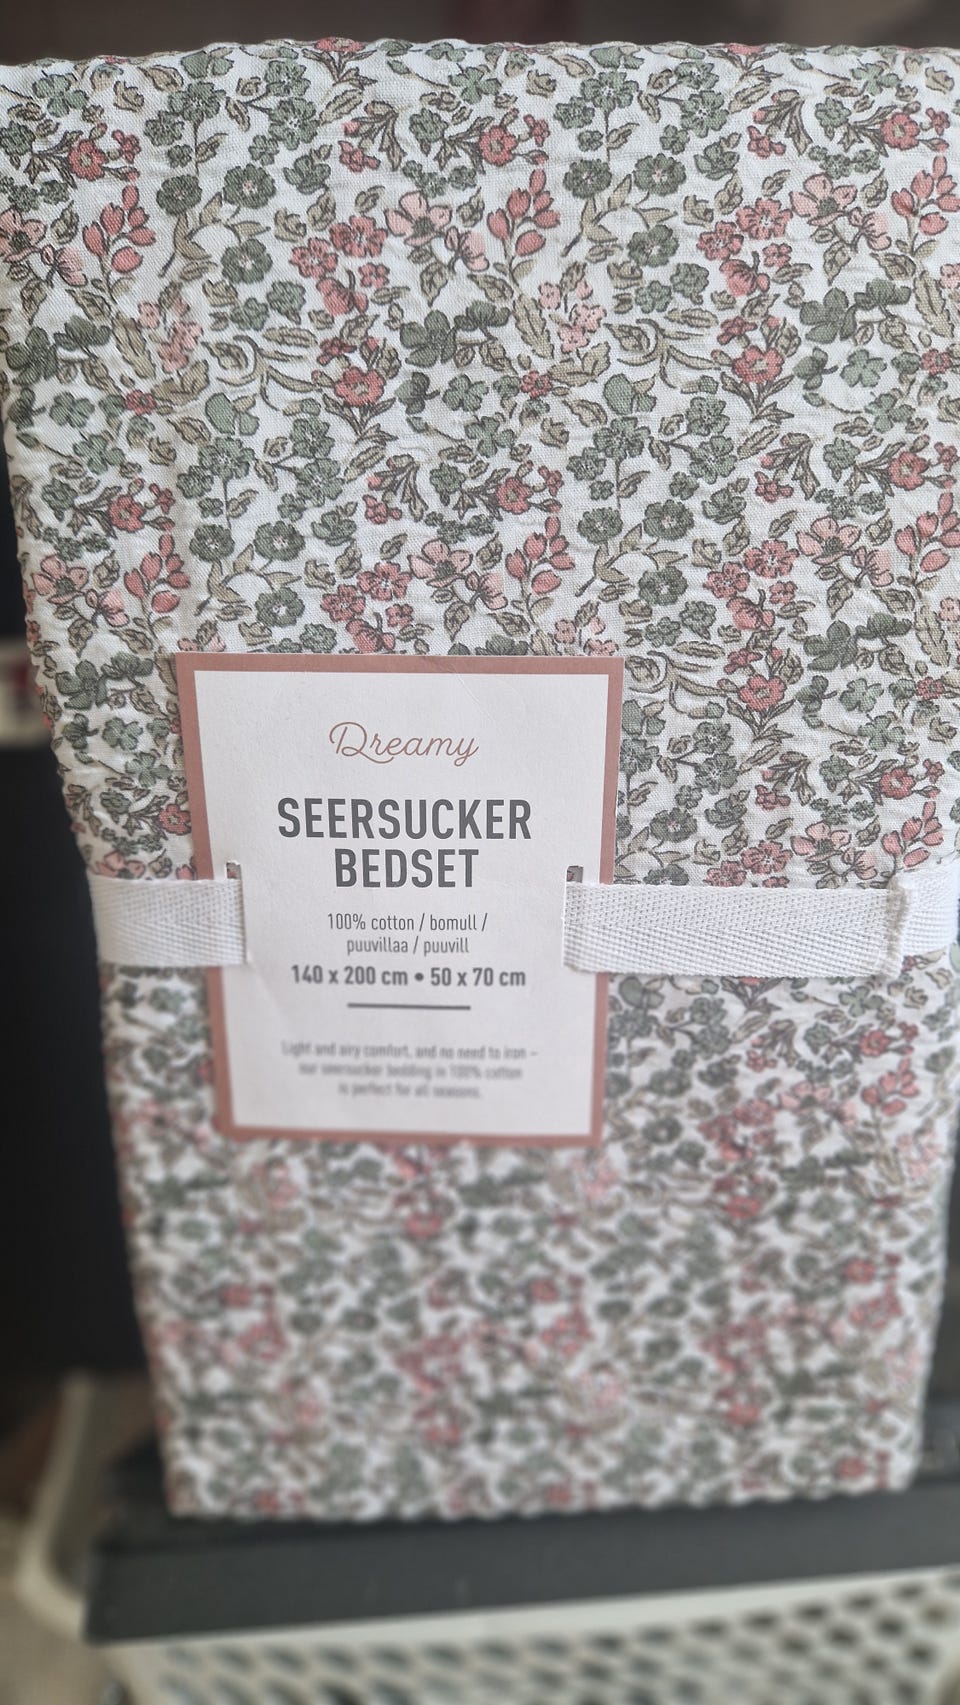 Dreamy
SEERSUCKER
BEDSET
100% cotton / bomull /
puuvillaa / puuvill
140 x 200 cm • 50 x 70 cm
Light and airy comfort, and no need to iron –
our seersucker bedding in 100% cotton
is perfect for all seasons.